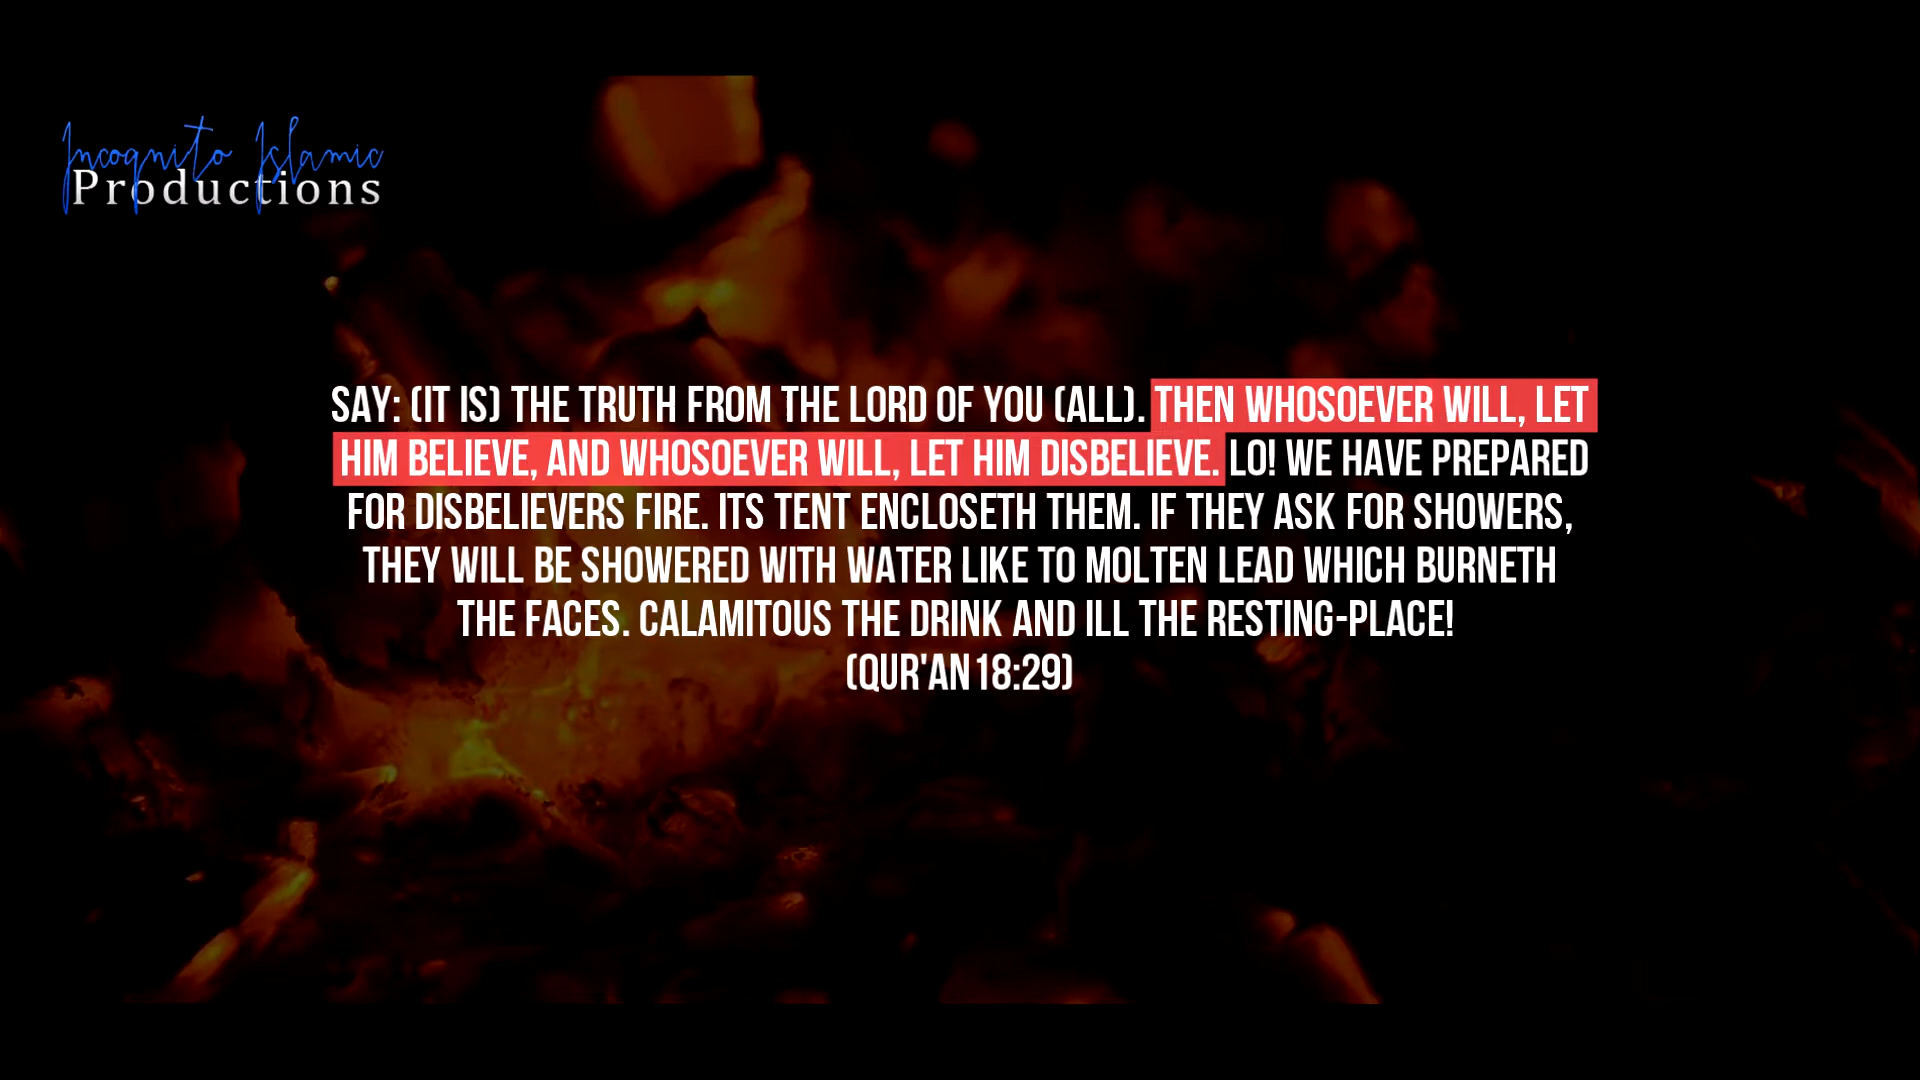 Incognito Islamic
Productions
SAY: (IT IS) THE TRUTH FROM THE LORD OF YOU (ALL). THEN WHOSOEVER WILL, LET
HIM BELIEVE, AND WHOSOEVER WILL, LET HIM DISBELIEVE. LO! WE HAVE PREPARED
FOR DISBELIEVERS FIRE. ITS TENT ENCLOSETH THEM. IF THEY ASK FOR SHOWERS,
THEY WILL BE SHOWERED WITH WATER LIKE TO MOLTEN LEAD WHICH BURNETH
THE FACES. CALAMITOUS THE DRINK AND ILL THE RESTING-PLACE!
(QUR'AN 18:29)